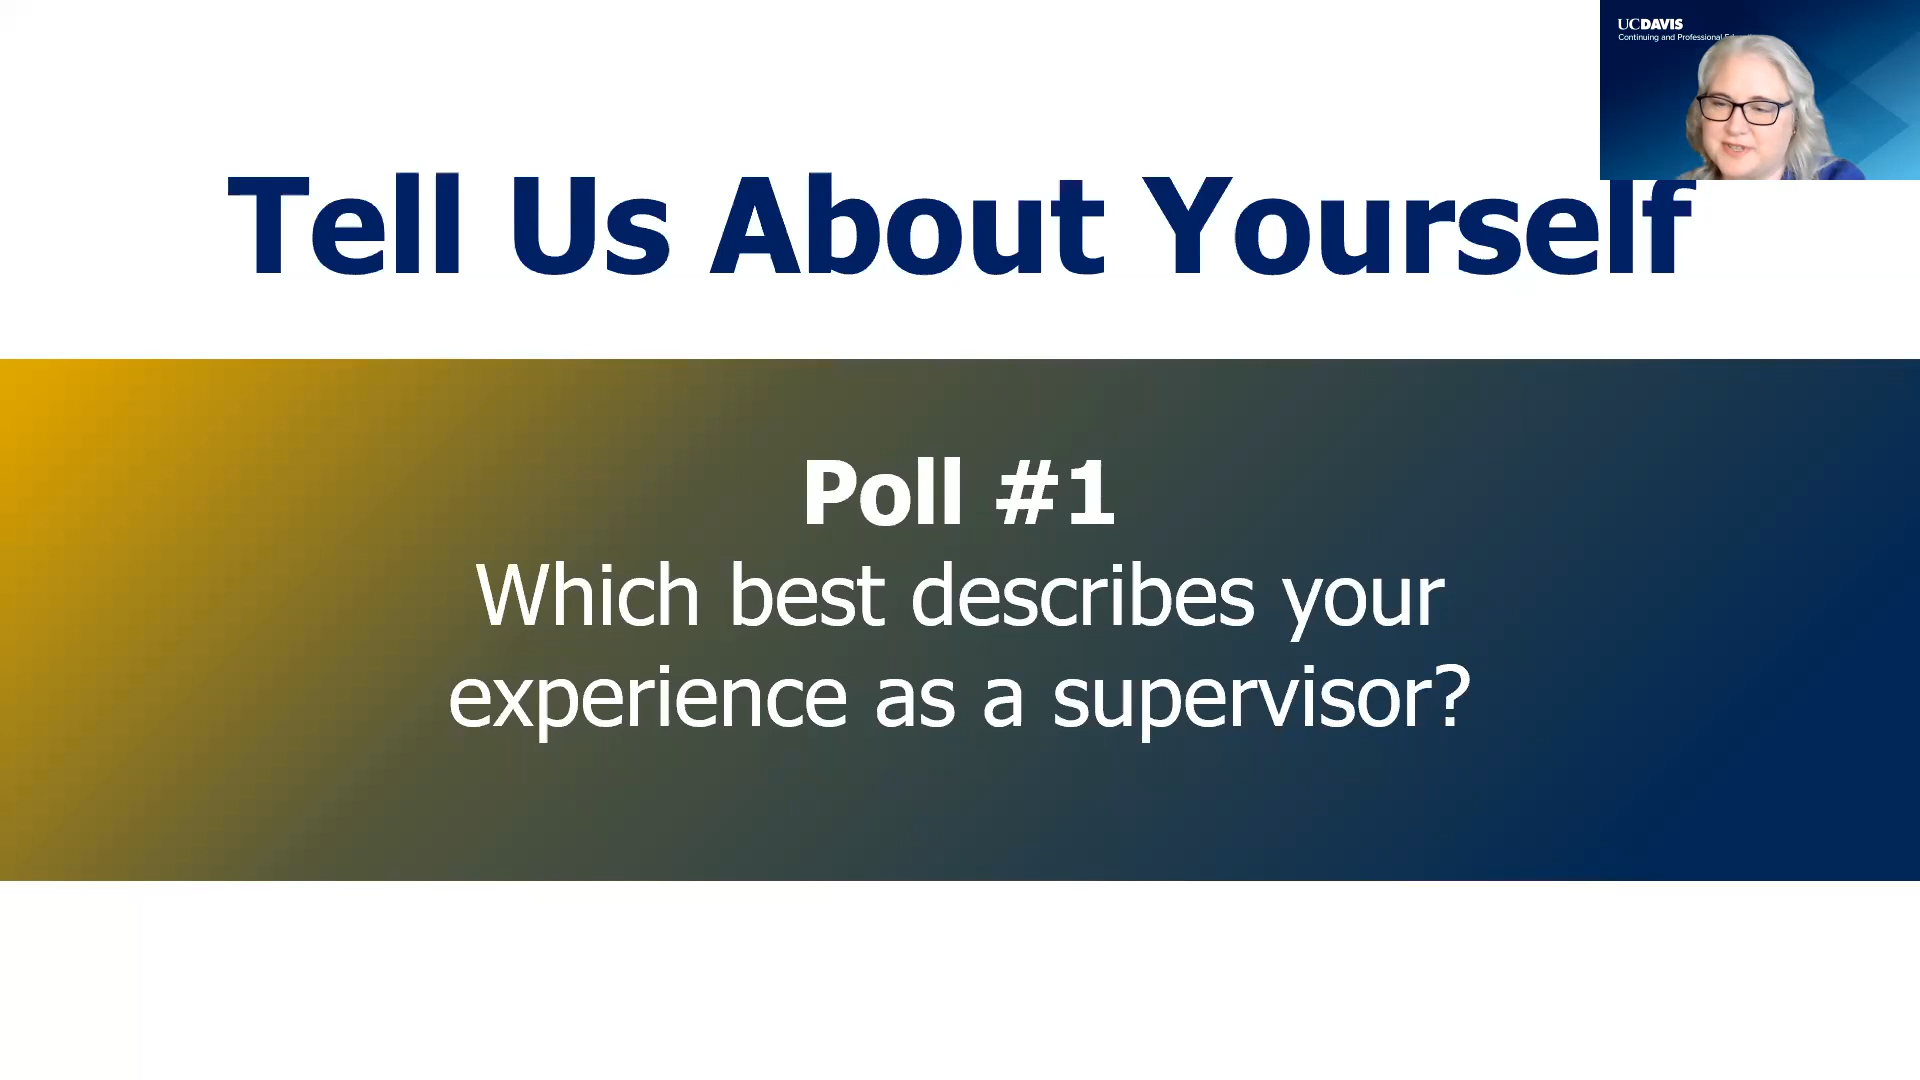 UCDAVIS
Continuing and Professional
Tell Us About Yourself
Poll #1
Which best describes your
experience as a supervisor?